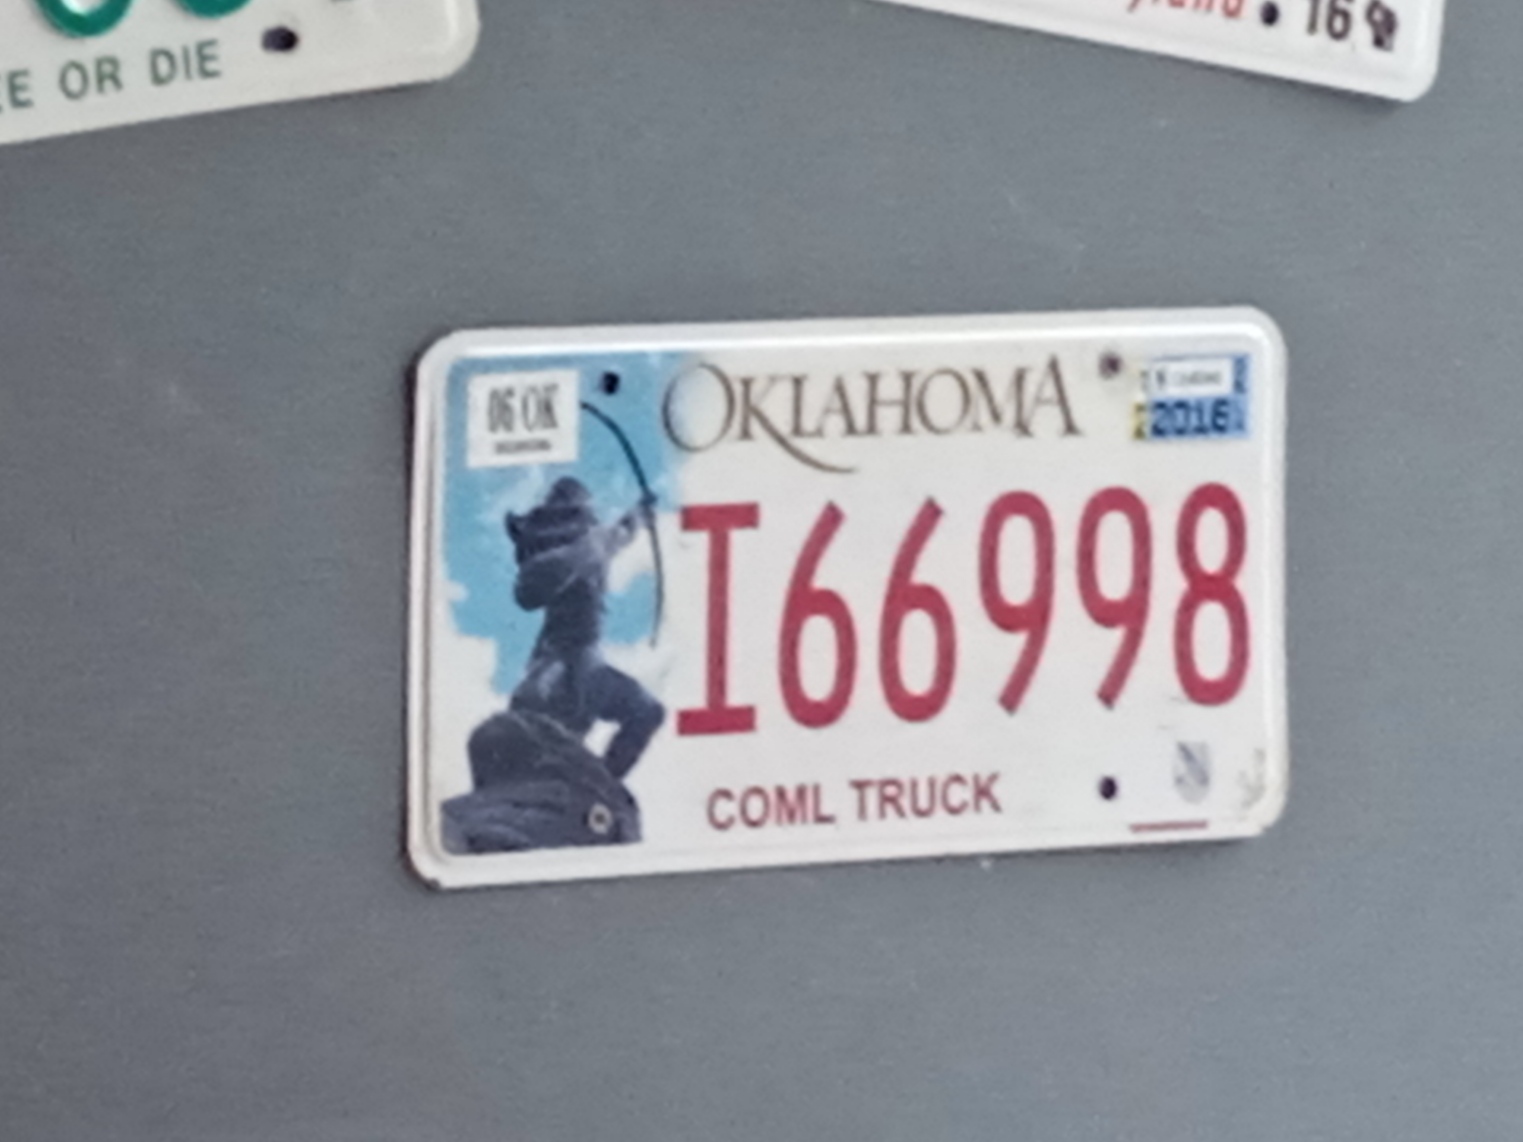 OR DIE
16
06 OK
OKLAHOMA
2016
I66998
COML TRUCK